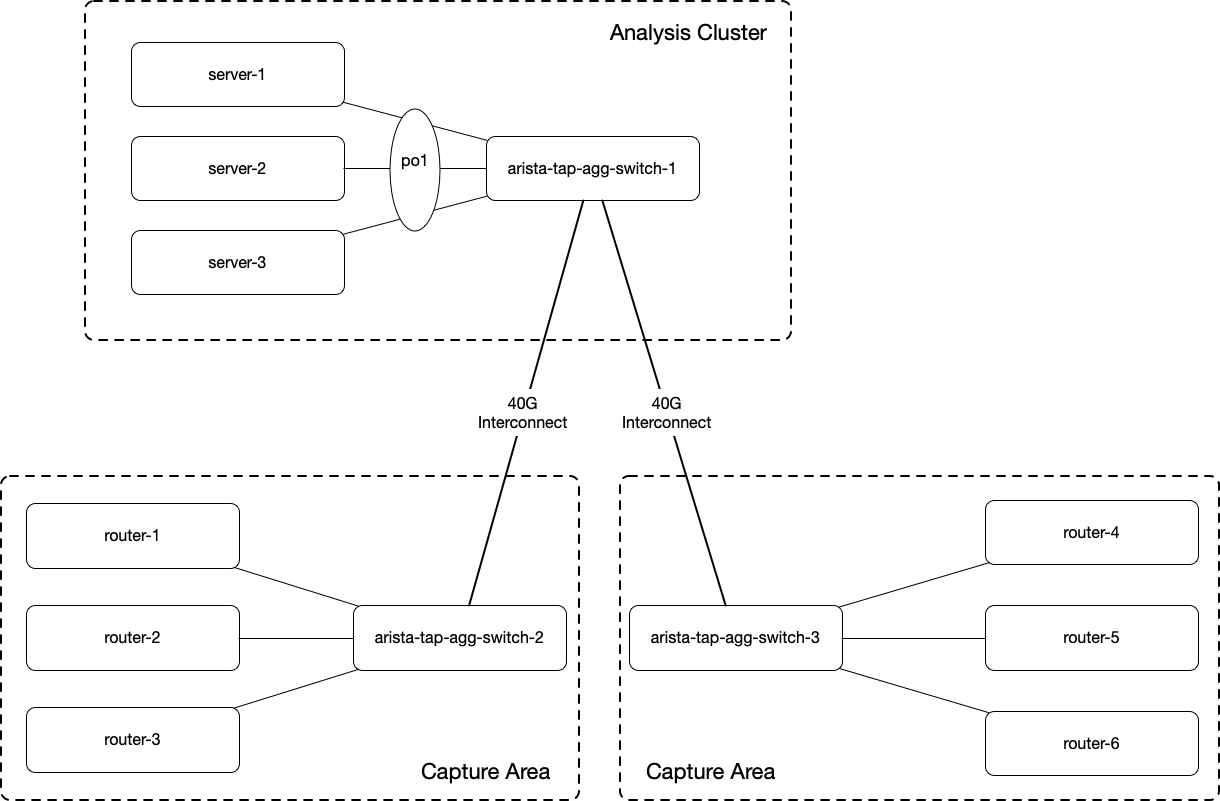 Analysis Cluster
server-1
server-2
server-3
po1
arista-tap-agg-switch-1
40G
Interconnect
40G
Interconnect
router-1
router-2
router-3
arista-tap-agg-switch-2
Capture Area
arista-tap-agg-switch-3
router-4
router-5
router-6
Capture Area